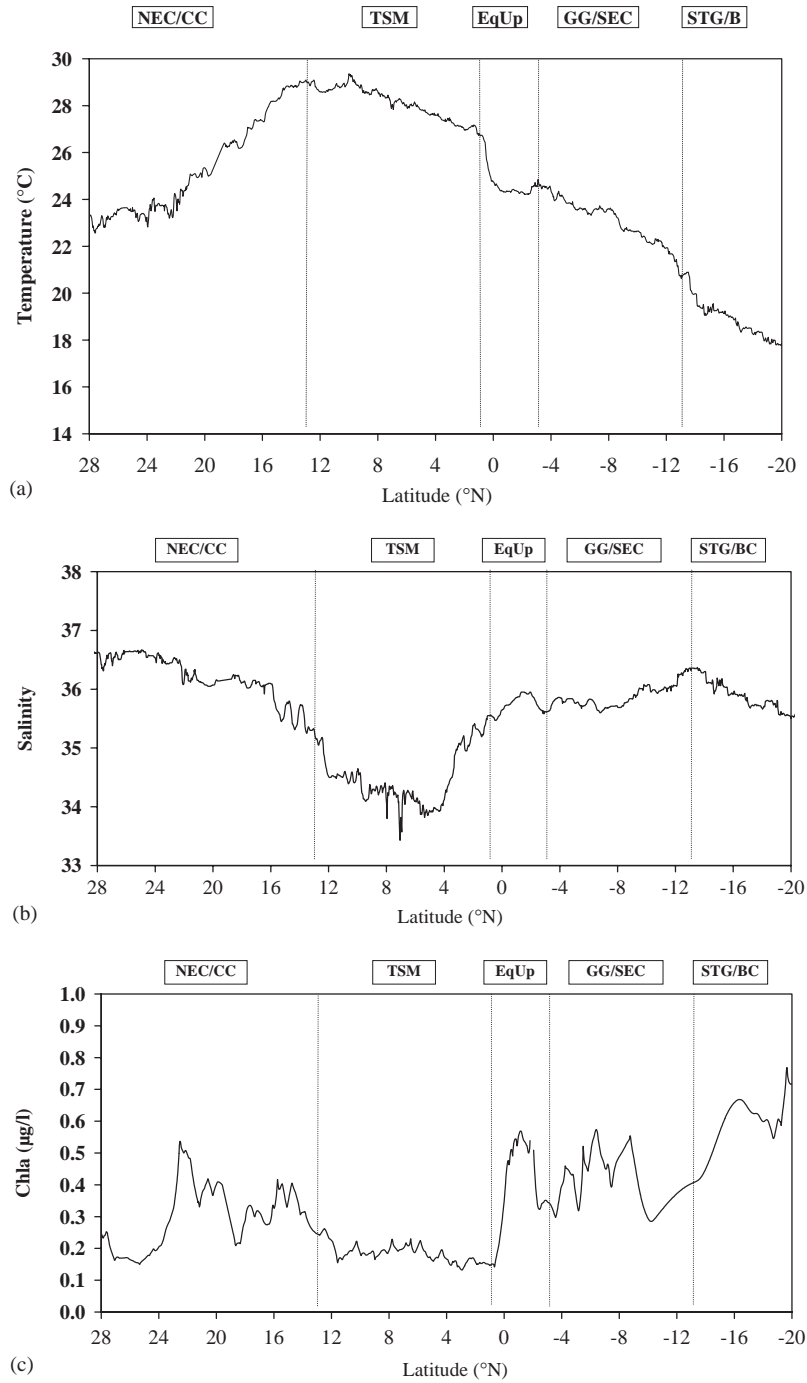 NEC/CC TSM EqUp GG/SEC STG/B
30
28
26
24
22
20
18
16
14
Temperature (°C)
28 24 20 16 12 8 4 0 -4 -8 -12 -16 -20
Latitude (°N)
(a)
NEC/CC TSM EqUp GG/SEC STG/BC
38
37
36
35
34
33
Salinity
28 24 20 16 12 8 4 0 -4 -8 -12 -16 -20
Latitude (°N)
(b)
NEC/CC TSM EqUp GG/SEC STG/BC
1.0
0.9
0.8
0.7
0.6
0.5
0.4
0.3
0.2
0.1
0.0
Chla (µg/l)
28 24 20 16 12 8 4 0 -4 -8 -12 -16 -20
Latitude (°N)
(c)